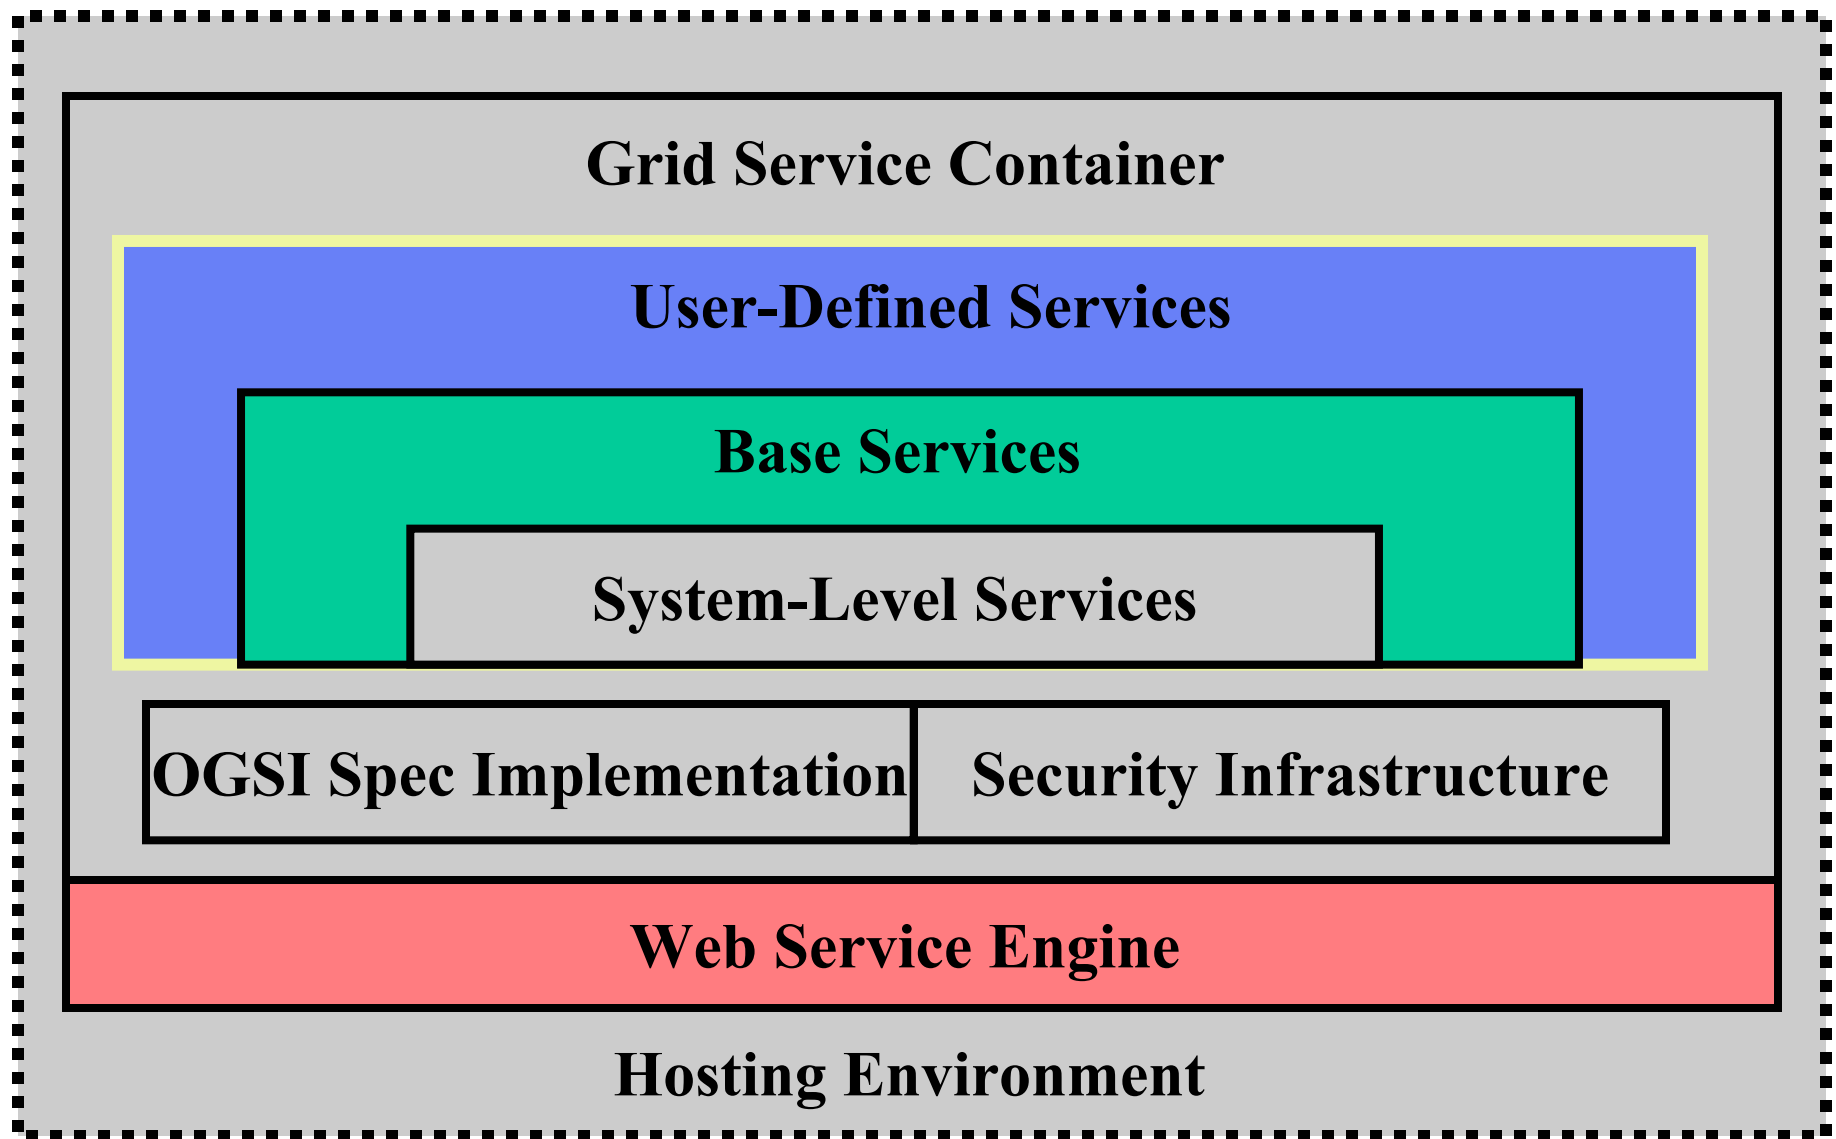 Grid Service Container
User-Defined Services
Base Services
System-Level Services
OGSI Spec Implementation
Security Infrastructure
Web Service Engine
Hosting Environment